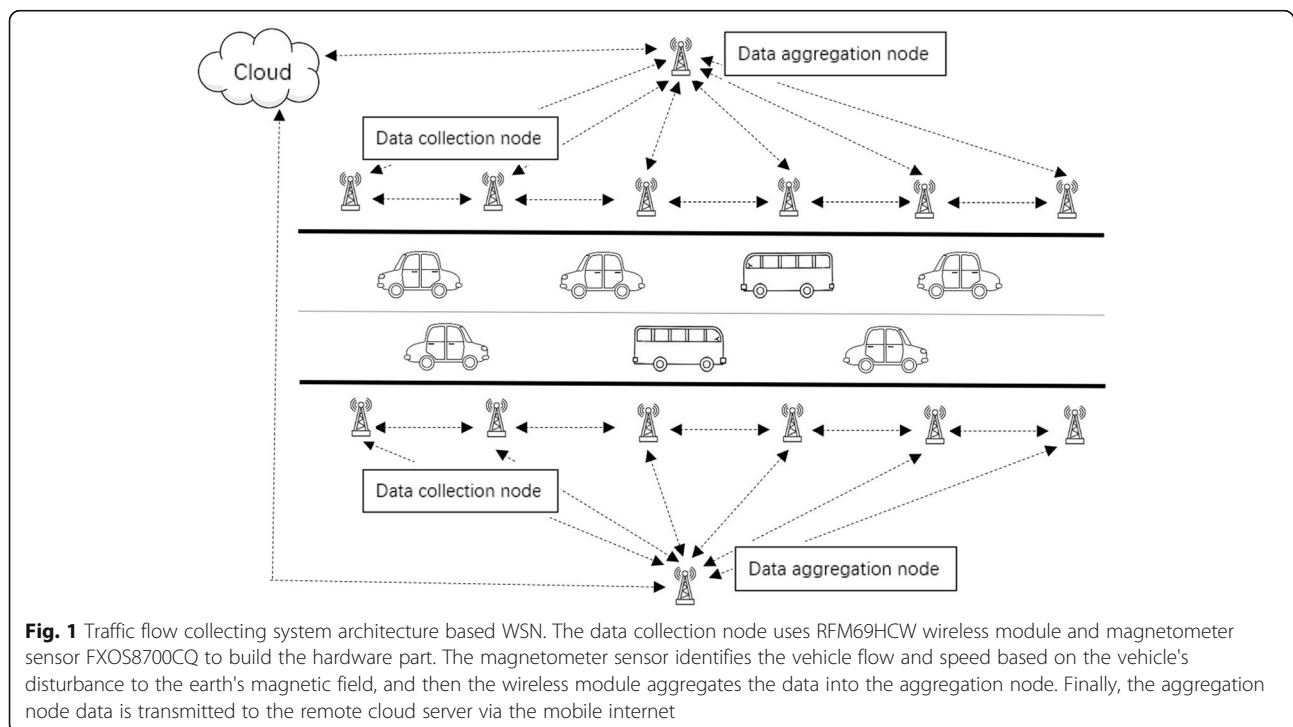 Cloud
Data aggregation node
Data collection node
Data collection node
Data aggregation node
Fig. 1 Traffic flow collecting system architecture based WSN. The data collection node uses RFM69HCW wireless module and magnetometer
sensor FXOS8700CQ to build the hardware part. The magnetometer sensor identifies the vehicle flow and speed based on the vehicle's
disturbance to the earth's magnetic field, and then the wireless module aggregates the data into the aggregation node. Finally, the aggregation
node data is transmitted to the remote cloud server via the mobile internet